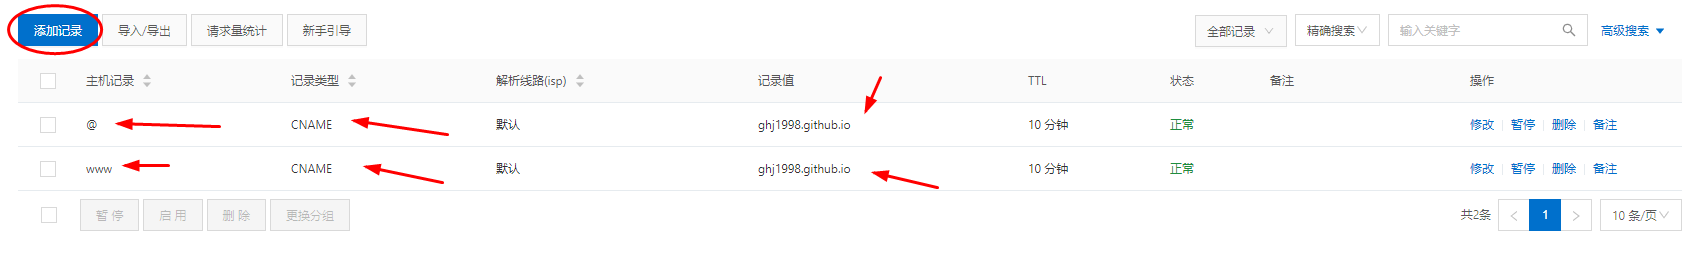 添加记录 导入/导出 请求量统计 新手引导 全部记录 精确搜索 输入关键字 高级搜索
主机记录 记录类型 解析线路(isp) 记录值 TTL 状态 备注 操作
@ CNAME 默认 ghj1998.github.io 10 分钟 正常 修改 暂停 删除 备注
www CNAME 默认 ghj1998.github.io 10 分钟 正常 修改 暂停 删除 备注
暂 停 启 用 删 除 更换分组 共2条 < 1 > 10 条/页